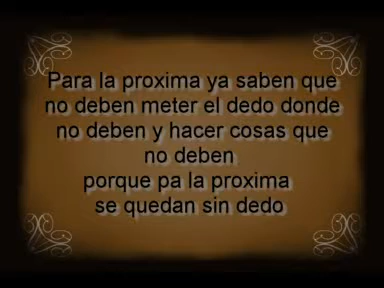 Para la proxima ya saben que
no deben meter el dedo donde
no deben y hacer cosas que
no deben
porque pa la proxima
se quedan sin dedo